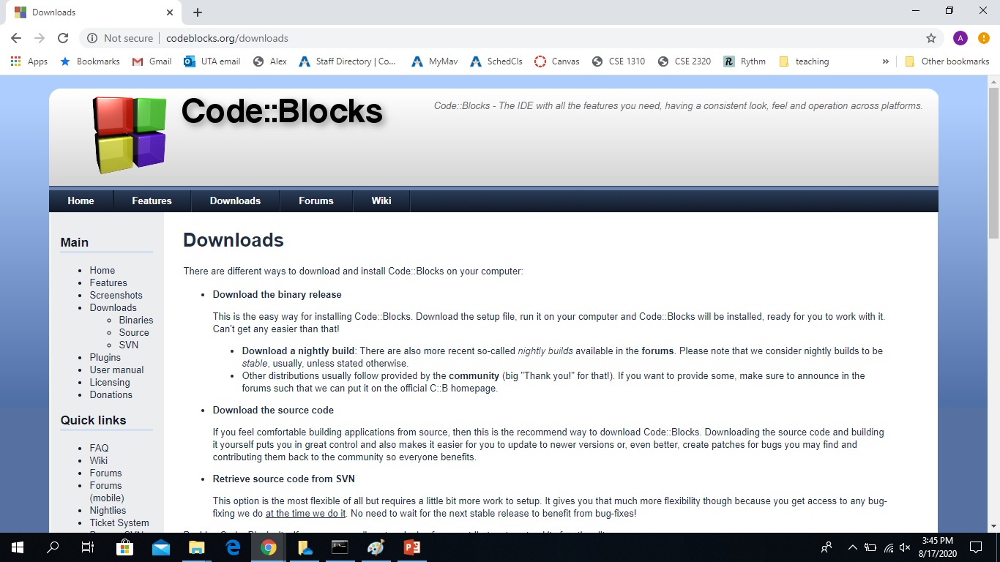 Downloads
Not secure
codeblocks.org/downloads
A
Apps
Bookmarks
Gmail
UTA email
Alex
Staff Directory | Co...
MyMav
SchedCls
Canvas
CSE 1310
CSE 2320
Rythm
teaching
»
Other bookmarks
Code::Blocks
Code::Blocks - The IDE with all the features you need, having a consistent look, feel and operation across platforms.
Home
Features
Downloads
Forums
Wiki
Main
Home
Features
Screenshots
Downloads
Binaries
Source
SVN
Plugins
User manual
Licensing
Donations
Quick links
FAQ
Wiki
Forums
Forums
(mobile)
Nightlies
Ticket System
Downloads
There are different ways to download and install Code::Blocks on your computer:
Download the binary release
This is the easy way for installing Code::Blocks. Download the setup file, run it on your computer and Code::Blocks will be installed, ready for you to work with it.
Can't get any easier than that!
Download a nightly build: There are also more recent so-called nightly builds available in the forums. Please note that we consider nightly builds to be
stable, usually, unless stated otherwise.
Other distributions usually follow provided by the community (big "Thank you!" for that!). If you want to provide some, make sure to announce in the
forums such that we can put it on the official C::B homepage.
Download the source code
If you feel comfortable building applications from source, then this is the recommend way to download Code::Blocks. Downloading the source code and building
it yourself puts you in great control and also makes it easier for you to update to newer versions or, even better, create patches for bugs you may find and
contributing them back to the community so everyone benefits.
Retrieve source code from SVN
This option is the most flexible of all but requires a little bit more work to setup. It gives you that much more flexibility though because you get access to any bug-
fixing we do at the time we do it. No need to wait for the next stable release to benefit from bug-fixes!
3:45 PM
8/17/2020